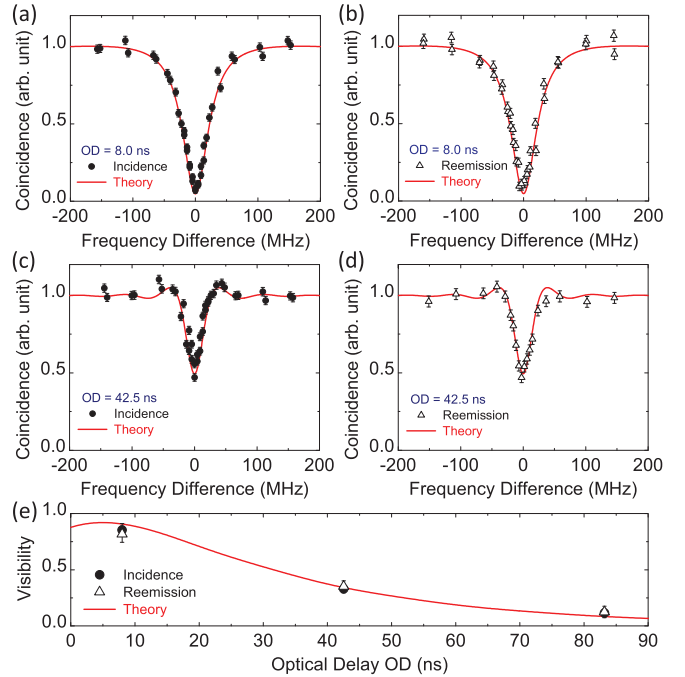 (a)
Coincidence (arb. unit)
1.0
0.5
0.0
OD = 8.0 ns
Incidence
Theory
-200 -100 0 100 200
Frequency Difference (MHz)
(b)
Coincidence (arb. unit)
1.0
0.5
0.0
OD = 8.0 ns
Reemission
Theory
-200 -100 0 100 200
Frequency Difference (MHz)
(c)
Coincidence (arb. unit)
1.0
0.5
0.0
OD = 42.5 ns
Incidence
Theory
-200 -100 0 100 200
Frequency Difference (MHz)
(d)
Coincidence (arb. unit)
1.0
0.5
0.0
OD = 42.5 ns
Reemission
Theory
-200 -100 0 100 200
Frequency Difference (MHz)
(e)
Visibility
1.0
0.5
0.0
Incidence
Reemission
Theory
0 10 20 30 40 50 60 70 80 90
Optical Delay OD (ns)